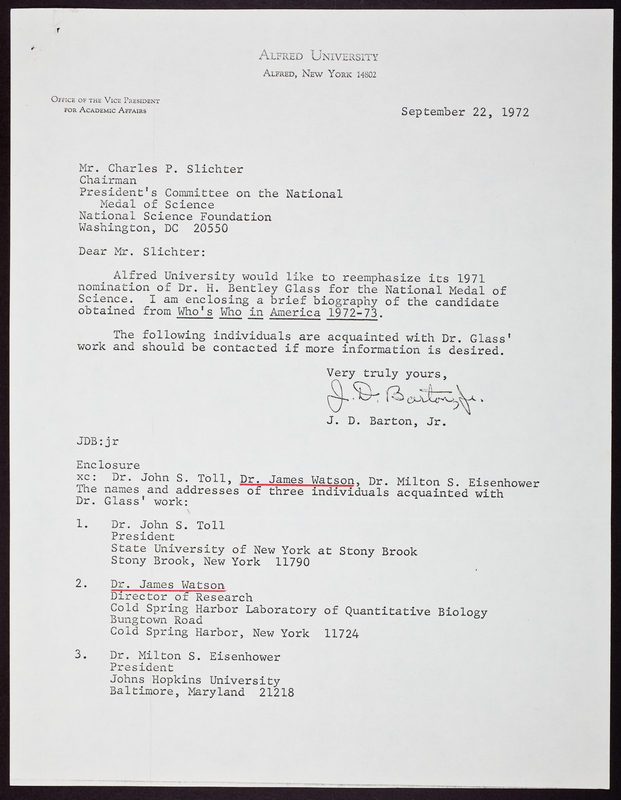 ALFRED UNIVERSITY
ALFRED, NEW YORK 14802
OFFICE OF THE VICE PRESIDENT
FOR ACADEMIC AFFAIRS
September 22, 1972
Mr. Charles P. Slichter
Chairman
President's Committee on the National
Medal of Science
National Science Foundation
Washington, DC 20550
Dear Mr. Slichter:
Alfred University would like to reemphasize its 1971
nomination of Dr. H. Bentley Glass for the National Medal of
Science. I am enclosing a brief biography of the candidate
obtained from Who's Who in America 1972-73.
The following individuals are acquainted with Dr. Glass'
work and should be contacted if more information is desired.
Very truly yours,
J. D. Barton, Jr.
J. D. Barton, Jr.
JDB:jr
Enclosure
xc: Dr. John S. Toll, Dr. James Watson, Dr. Milton S. Eisenhower
The names and addresses of three individuals acquainted with
Dr. Glass' work:
1. Dr. John S. Toll
President
State University of New York at Stony Brook
Stony Brook, New York 11790
2. Dr. James Watson
Director of Research
Cold Spring Harbor Laboratory of Quantitative Biology
Bungtown Road
Cold Spring Harbor, New York 11724
3. Dr. Milton S. Eisenhower
President
Johns Hopkins University
Baltimore, Maryland 21218